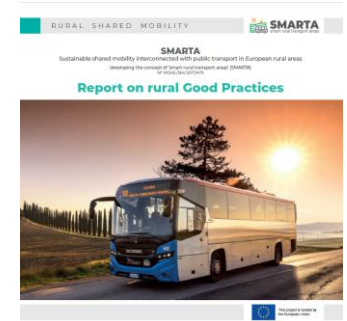 RURAL SHARED MOBILITY
SMARTA
smart rural transport areas
SMARTA
Sustainable shared mobility interconnected with public transport in European rural areas
(developing the concept of 'smart rural transport areas' (SMARTA)
Report on rural Good Practices
SCANIA
This project is funded by
the European Union